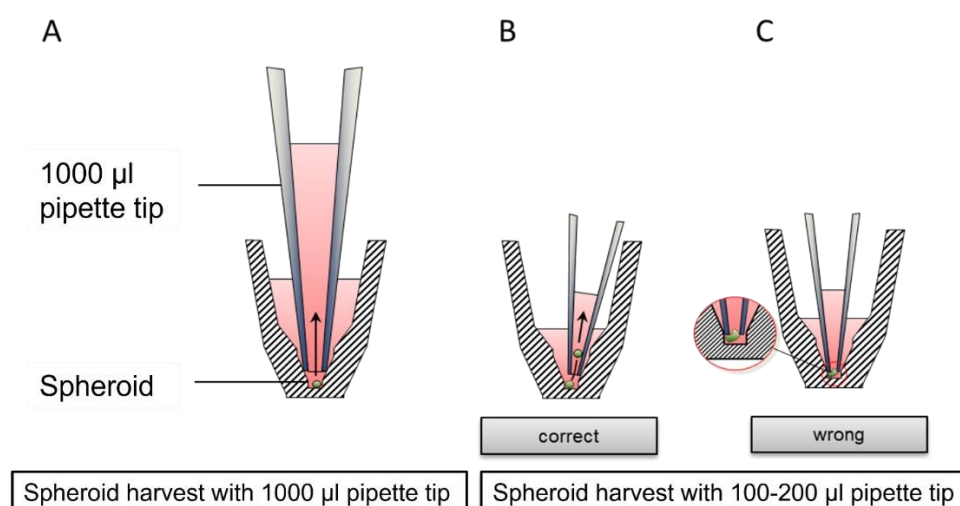 A
B
C
1000 µl
pipette tip
Spheroid
correct
wrong
Spheroid harvest with 1000 µl pipette tip
Spheroid harvest with 100-200 µl pipette tip